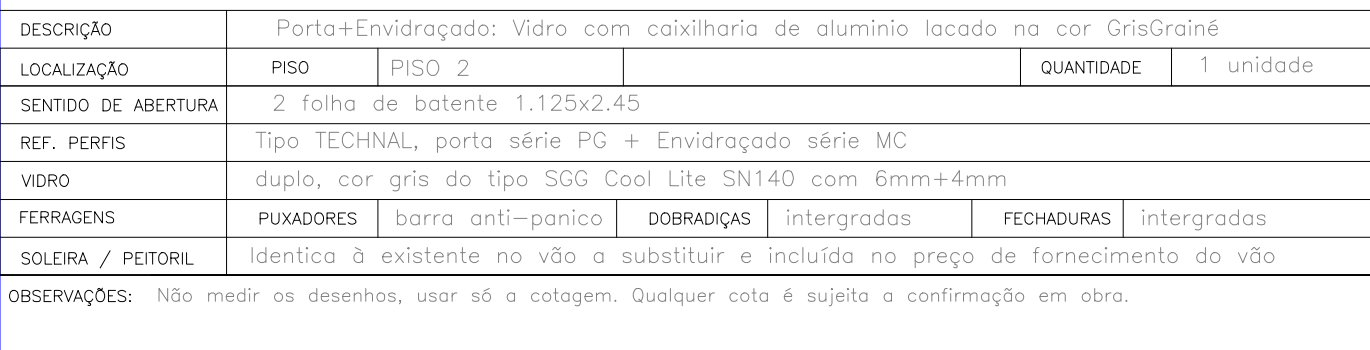 DESCRIÇÃO Porta+Envidraçado: Vidro com caixilharia de aluminio lacado na cor GrisGrainé
LOCALIZAÇÃO PISO PISO 2 QUANTIDADE 1 unidade
SENTIDO DE ABERTURA 2 folha de batente 1.125x2.45
REF. PERFIS Tipo TECHNAL, porta série PG + Envidraçado série MC
VIDRO duplo, cor gris do tipo SGG Cool Lite SN140 com 6mm+4mm
FERRAGENS PUXADORES barra anti-panico DOBRADIÇAS intergradas FECHADURAS intergradas
SOLEIRA / PEITORIL Identica à existente no vão a substituir e incluída no preço de fornecimento do vão
OBSERVAÇÕES: Não medir os desenhos, usar só a cotagem. Qualquer cota é sujeita a confirmação em obra.